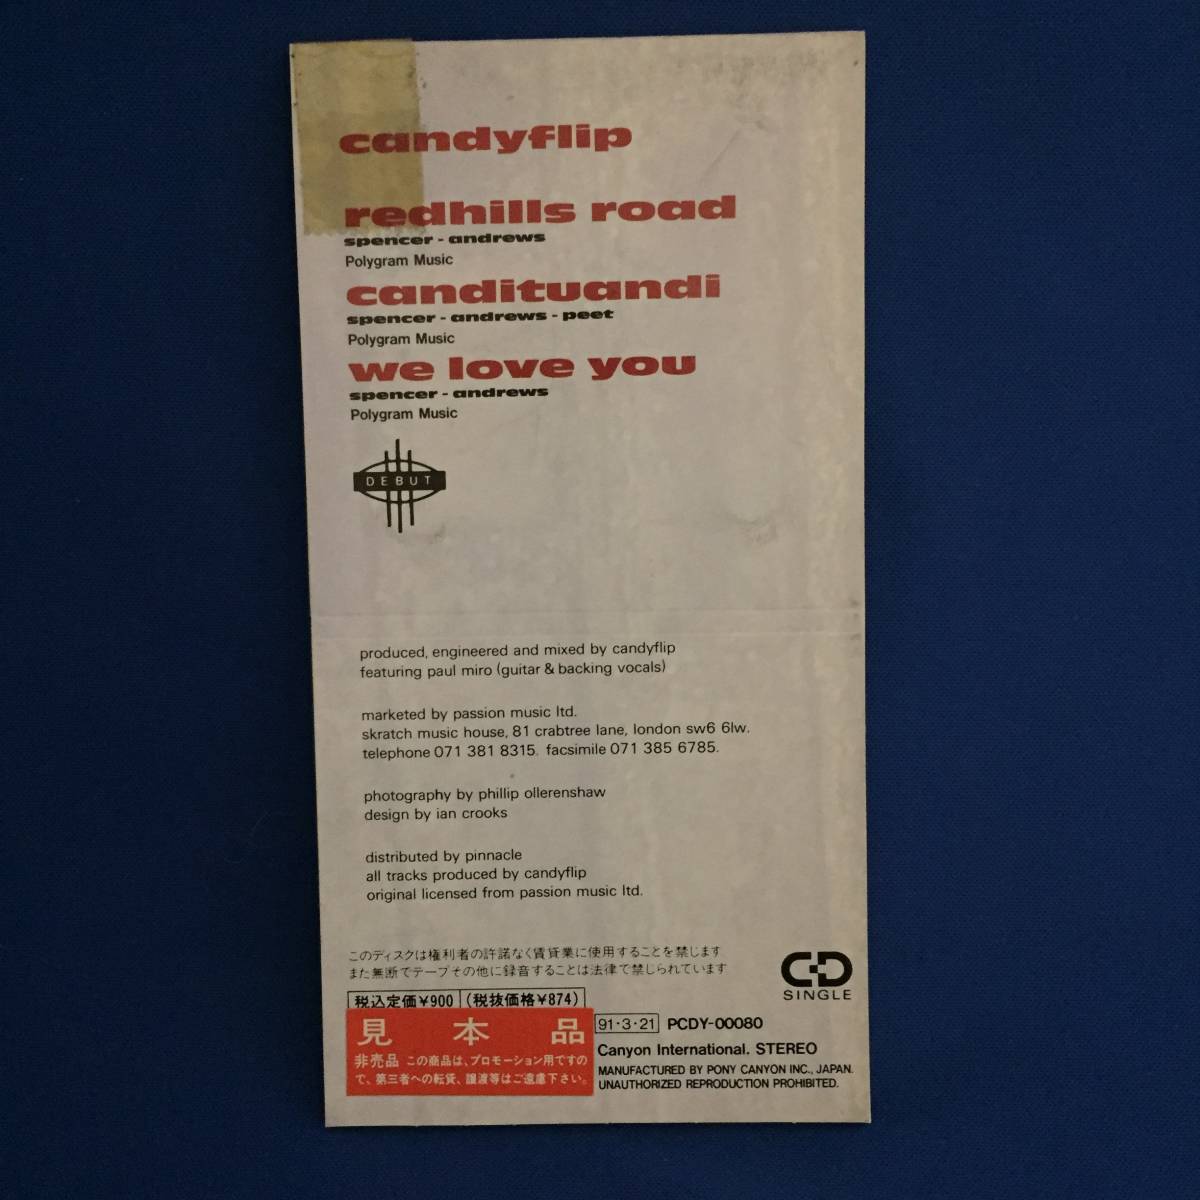 candyflip
redhills road
spencer - andrews
Polygram Music
candituandi
spencer - andrews - peet
Polygram Music
we love you
spencer - andrews
Polygram Music
DEBUT
produced, engineered and mixed by candyflip
featuring paul miro (guitar & backing vocals)
marketed by passion music ltd.
skratch music house, 81 crabtree lane, london sw6 6lw.
telephone 071 381 8315. facsimile 071 385 6785.
photography by phillip ollerenshaw
design by ian crooks
distributed by pinnacle
all tracks produced by candyflip
original licensed from passion music ltd.
このディスクは権利者の許諾なく賃貸業に使用することを禁じます
また無断でテープその他に録音することは法律で禁じられています
CD
SINGLE
税込定価¥900 (税抜価格¥874)
見本品
非売品 この商品は、プロモーション用ですの
で、第三者への転貸、譲渡等はご遠慮下さい。
91・3・21 PCDY-00080
Canyon International. STEREO
MANUFACTURED BY PONY CANYON INC., JAPAN.
UNAUTHORIZED REPRODUCTION PROHIBITED.